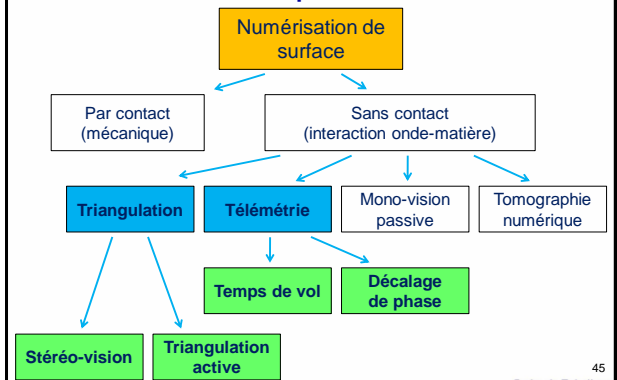 Numérisation de
surface
Par contact
(mécanique)
Sans contact
(interaction onde-matière)
Triangulation
Télémétrie
Mono-vision
passive
Tomographie
numérique
Temps de vol
Décalage
de phase
Stéréo-vision
Triangulation
active
45